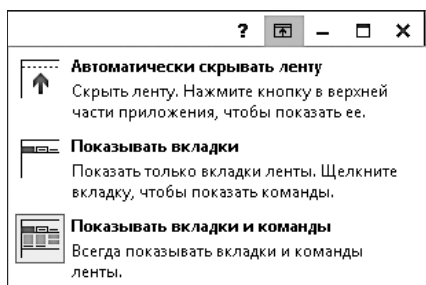 ?
Автоматически скрывать ленту
Скрыть ленту. Нажмите кнопку в верхней
части приложения, чтобы показать ее.
Показывать вкладки
Показать только вкладки ленты. Щелкните
вкладку, чтобы показать команды.
Показывать вкладки и команды
Всегда показывать вкладки и команды
ленты.